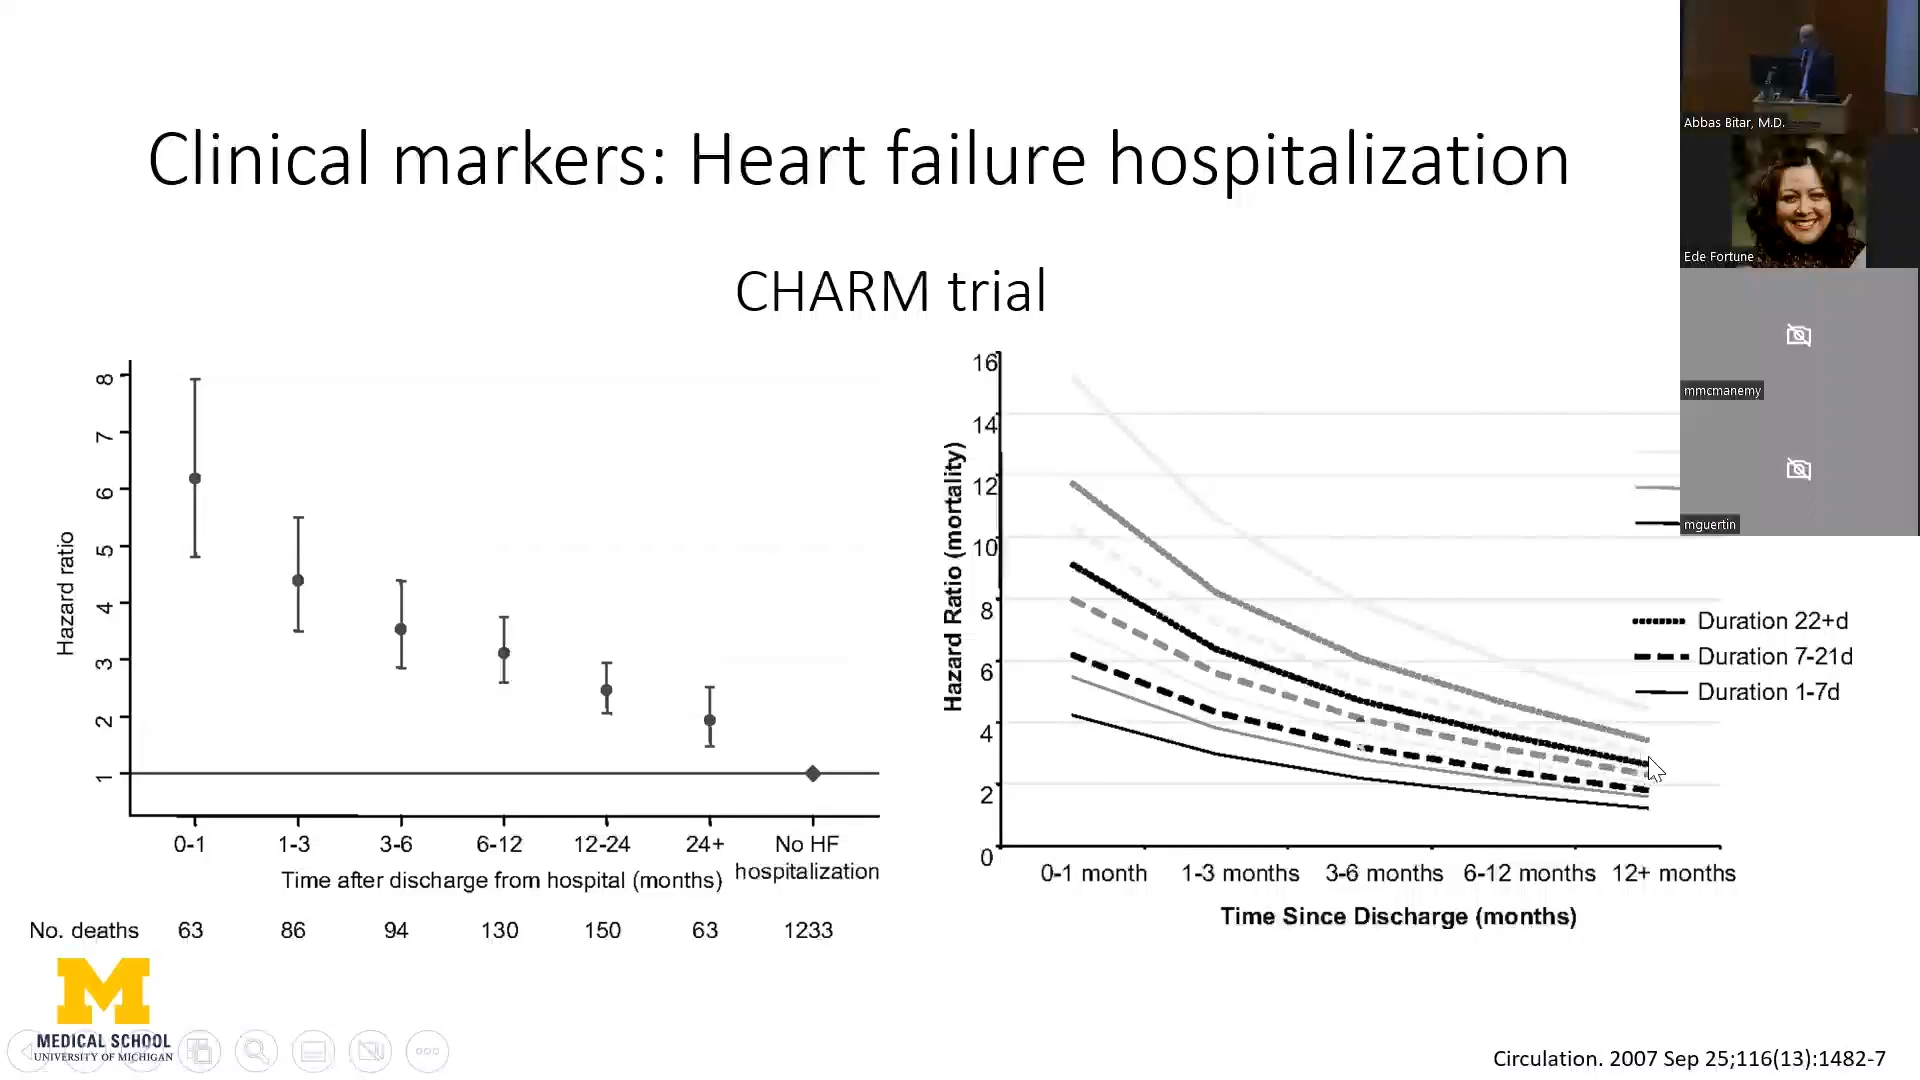 Clinical markers: Heart failure hospitalization
CHARM trial
Hazard ratio
8
7
6
5
4
3
2
1
0-1 1-3 3-6 6-12 12-24 24+ No HF
hospitalization
Time after discharge from hospital (months)
No. deaths 63 86 94 130 150 63 1233
Hazard Ratio (mortality)
16
14
12
10
8
6
4
2
0
0-1 month 1-3 months 3-6 months 6-12 months 12+ months
Time Since Discharge (months)
Duration 22+d
Duration 7-21d
Duration 1-7d
Abbas Bitar, M.D.
Ede Fortune
mmcmanemy
mguertin
M
MEDICAL SCHOOL
UNIVERSITY OF MICHIGAN
Circulation. 2007 Sep 25;116(13):1482-7